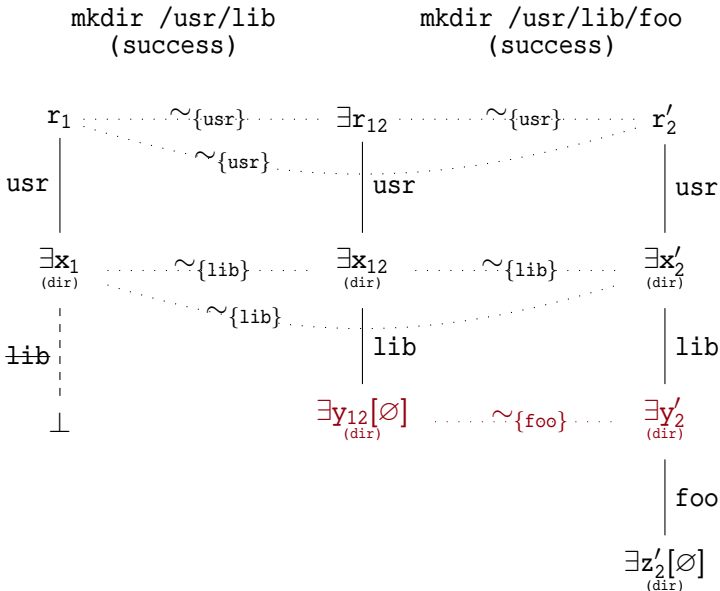 mkdir /usr/lib mkdir /usr/lib/foo
(success) (success)
r₁ ∼{usr} ∃r₁₂ ∼{usr} r′₂
∼{usr}
usr usr usr
∃x₁ ∼{lib} ∃x₁₂ ∼{lib} ∃x′₂
(dir) (dir) (dir)
∼{lib}
lib lib lib
⊥ ∃y₁₂[∅] ∼{foo} ∃y′₂
(dir) (dir)
foo
∃z′₂[∅]
(dir)